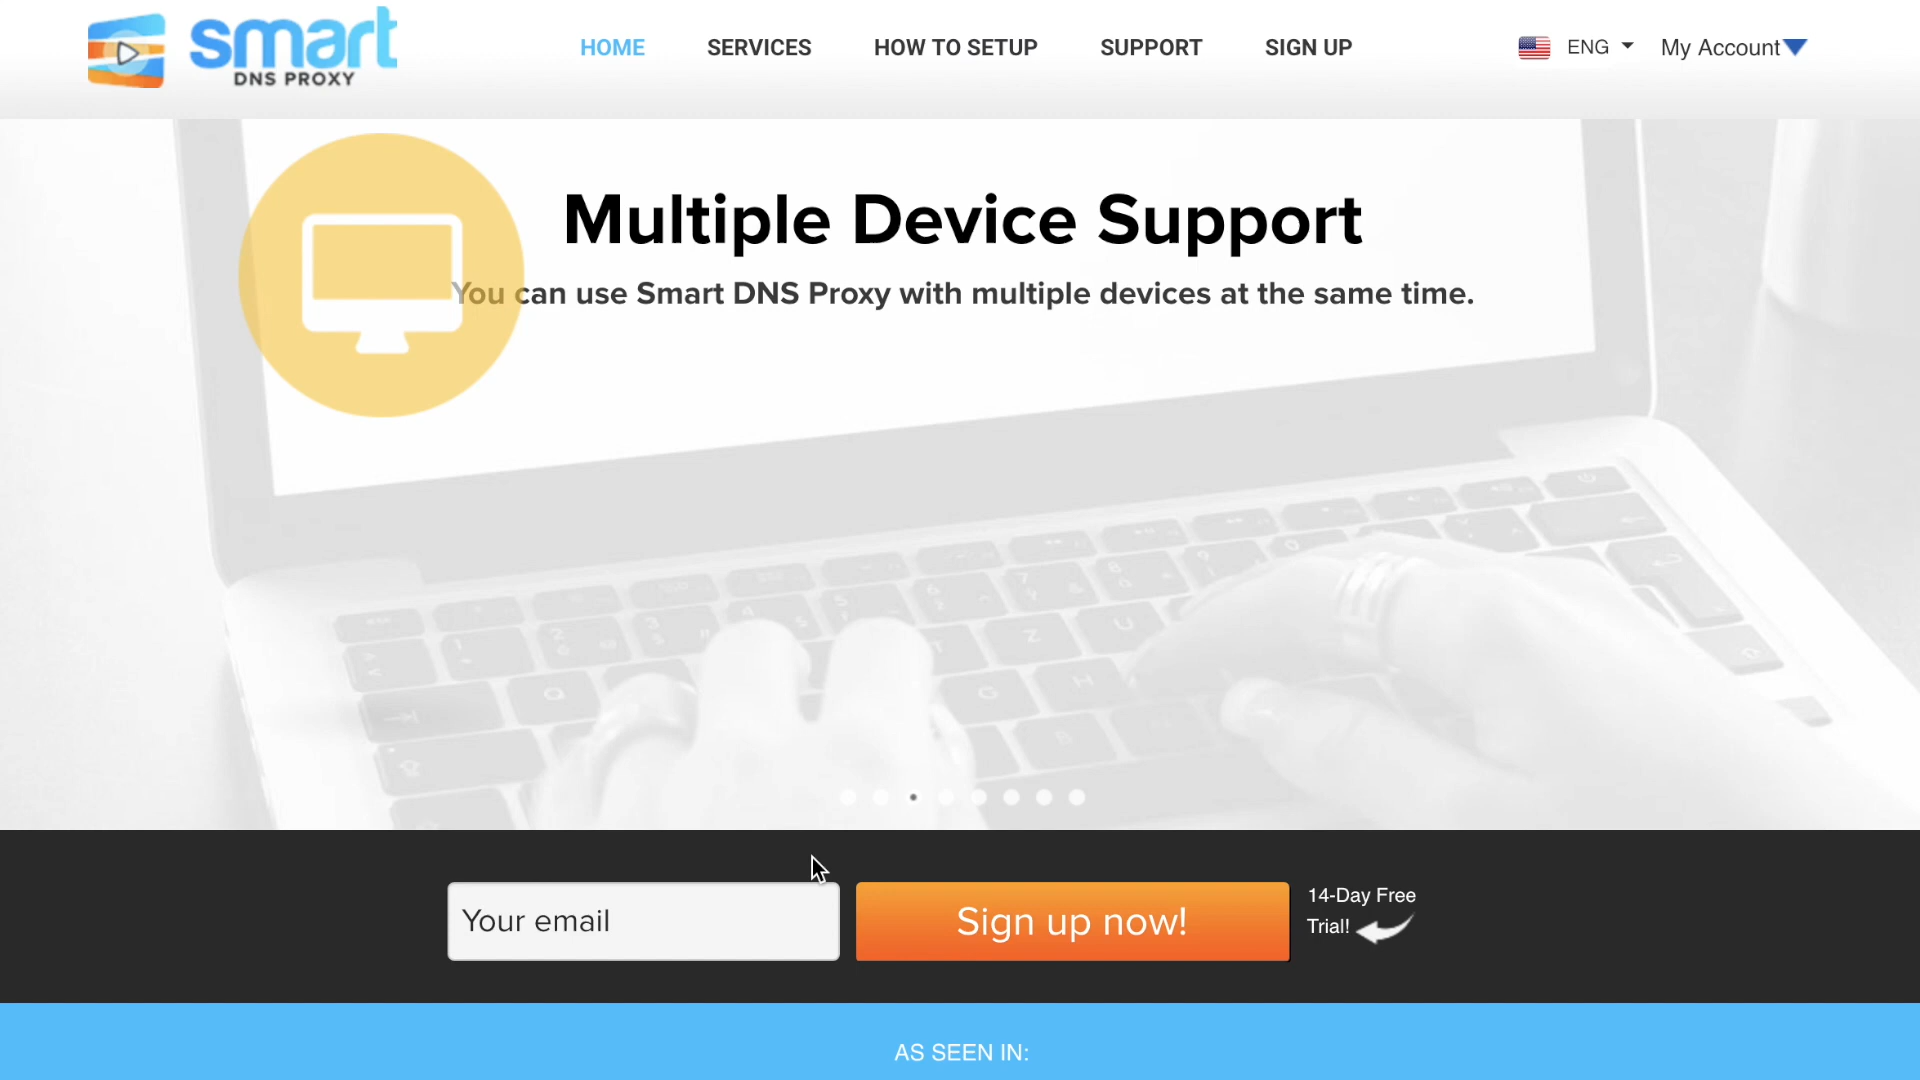 smart
DNS PROXY
HOME
SERVICES
HOW TO SETUP
SUPPORT
SIGN UP
ENG
My Account
Multiple Device Support
You can use Smart DNS Proxy with multiple devices at the same time.
Your email
Sign up now!
14-Day Free
Trial!
AS SEEN IN: